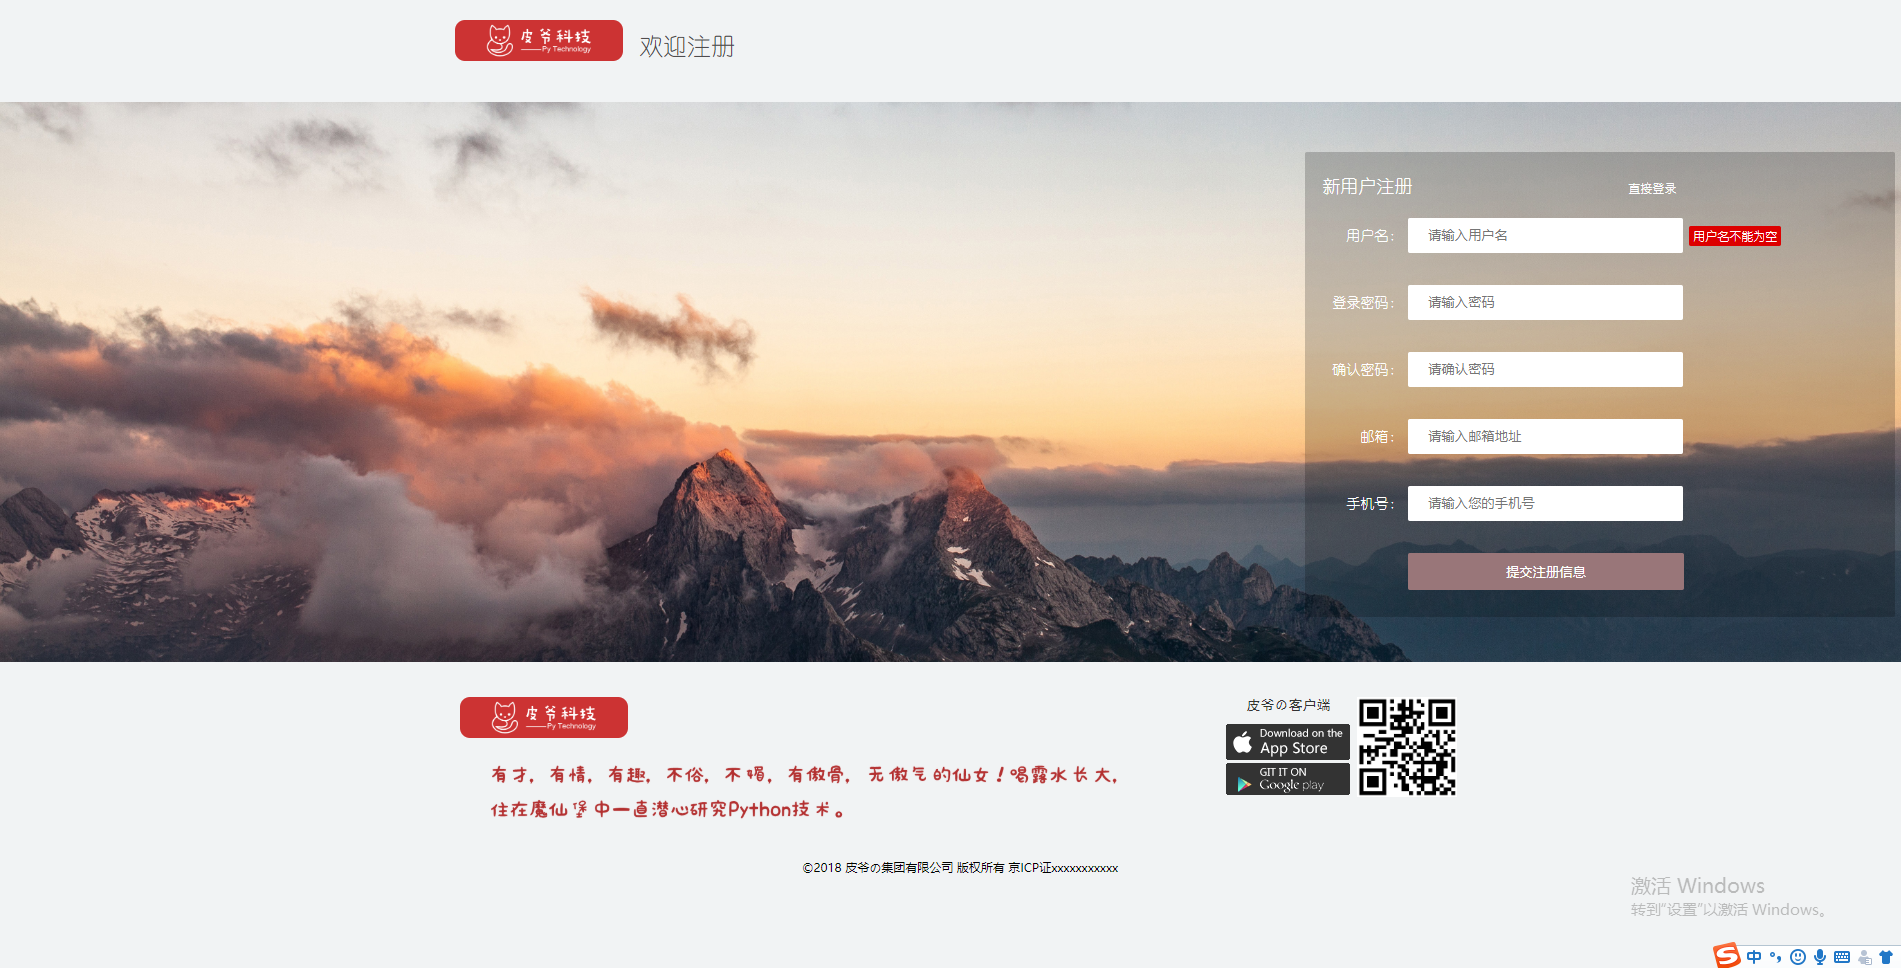 皮爷科技
Py Technology
欢迎注册
新用户注册
直接登录
用户名：
请输入用户名
用户名不能为空
登录密码：
请输入密码
确认密码：
请确认密码
邮箱：
请输入邮箱地址
手机号：
请输入您的手机号
提交注册信息
皮爷科技
Py Technology
皮爷の客户端
Download on the
App Store
GIT IT ON
Google play
有才，有情，有趣，不俗，不媚，有傲骨，无傲气的仙女！喝露水长大，
住在魔仙堡中一直潜心研究Python技术。
©2018 皮爷の集团有限公司 版权所有 京ICP证xxxxxxxxxxx
激活 Windows
转到“设置”以激活 Windows。
中